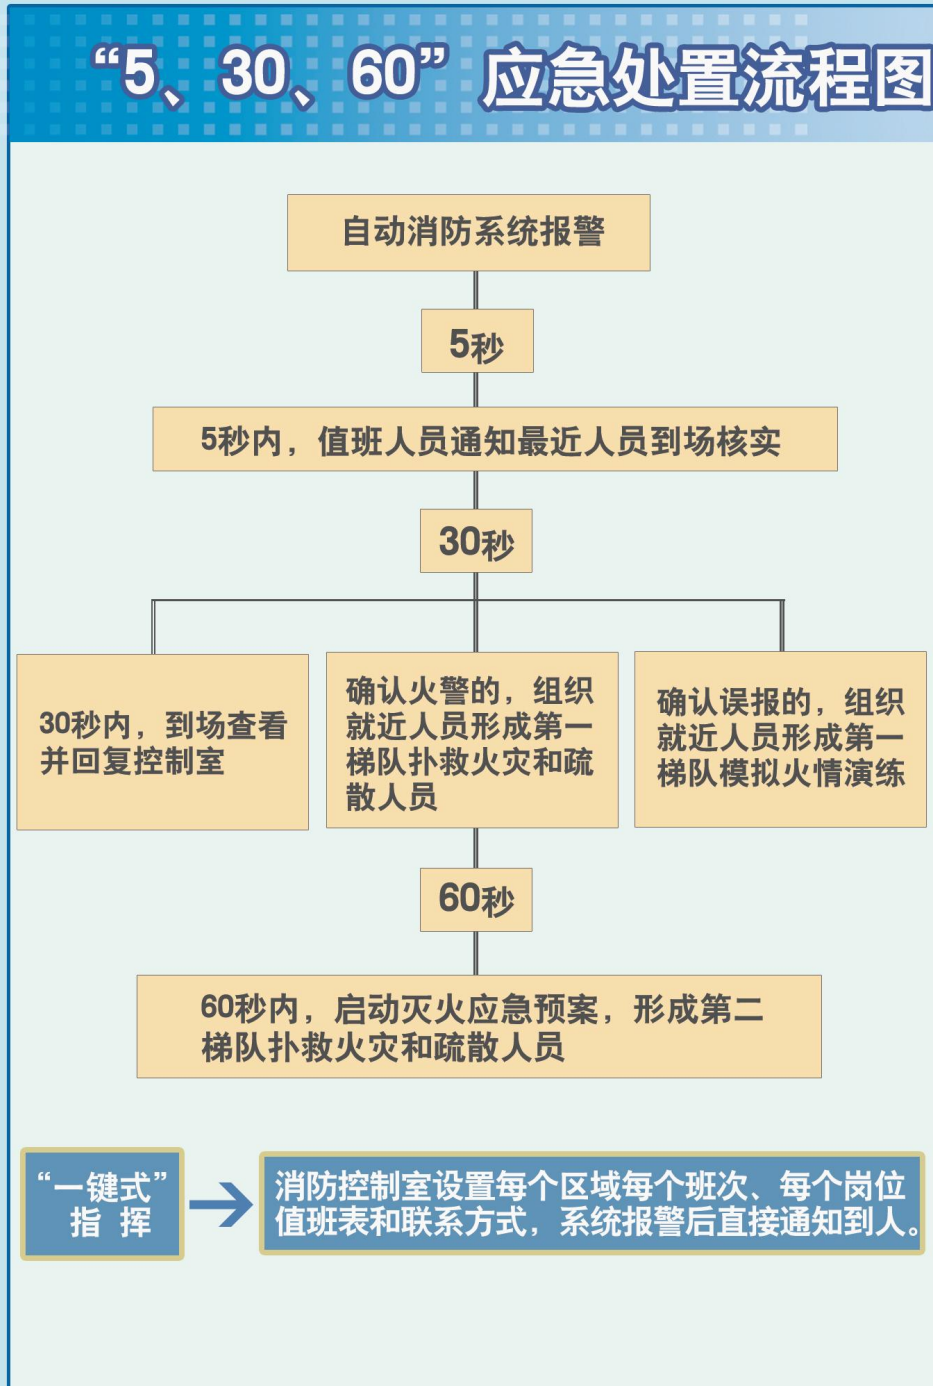 “5、30、60”应急处置流程图
自动消防系统报警
5秒
5秒内，值班人员通知最近人员到场核实
30秒
30秒内，到场查看
并回复控制室
确认火警的，组织
就近人员形成第一
梯队扑救火灾和疏
散人员
确认误报的，组织
就近人员形成第一
梯队模拟火情演练
60秒
60秒内，启动灭火应急预案，形成第二
梯队扑救火灾和疏散人员
“一键式”
指 挥
消防控制室设置每个区域每个班次、每个岗位
值班表和联系方式，系统报警后直接通知到人。